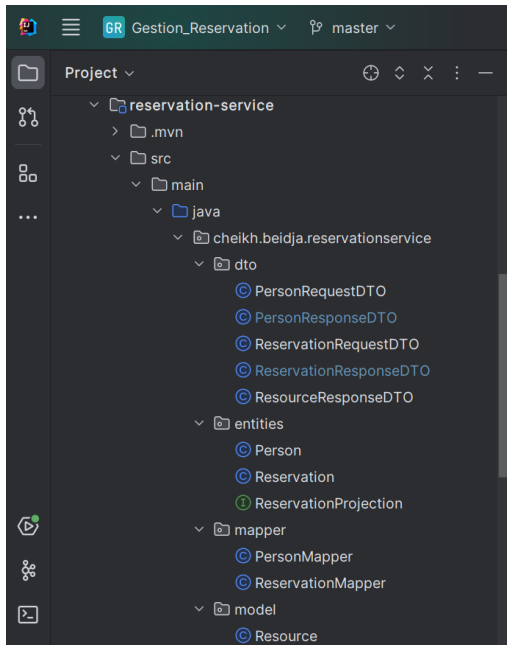 GR Gestion_Reservation master
Project
reservation-service
.mvn
src
main
java
cheikh.beidja.reservationservice
dto
C PersonRequestDTO
C PersonResponseDTO
C ReservationRequestDTO
C ReservationResponseDTO
C ResourceResponseDTO
entities
C Person
C Reservation
I ReservationProjection
mapper
C PersonMapper
C ReservationMapper
model
C Resource